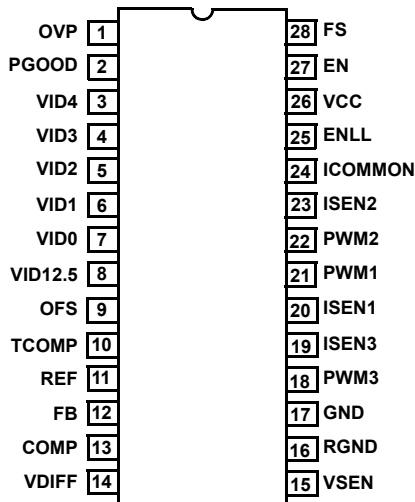 OVP 1 28 FS
PGOOD 2 27 EN
VID4 3 26 VCC
VID3 4 25 ENLL
VID2 5 24 ICOMMON
VID1 6 23 ISEN2
VID0 7 22 PWM2
VID12.5 8 21 PWM1
OFS 9 20 ISEN1
TCOMP 10 19 ISEN3
REF 11 18 PWM3
FB 12 17 GND
COMP 13 16 RGND
VDIFF 14 15 VSEN